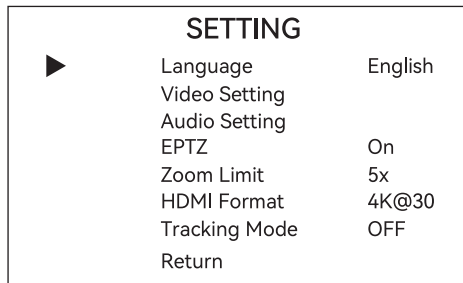 SETTING
Language English
Video Setting
Audio Setting
EPTZ On
Zoom Limit 5x
HDMI Format 4K@30
Tracking Mode OFF
Return